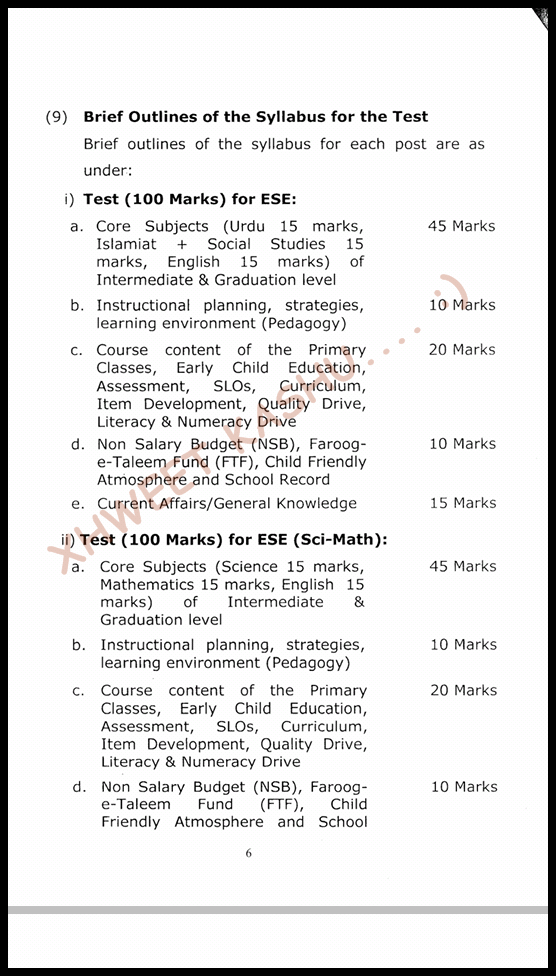 (9) Brief Outlines of the Syllabus for the Test
Brief outlines of the syllabus for each post are as
under:
i) Test (100 Marks) for ESE:
a. Core Subjects (Urdu 15 marks, 45 Marks
Islamiat + Social Studies 15
marks, English 15 marks) of
Intermediate & Graduation level
b. Instructional planning, strategies, 10 Marks
learning environment (Pedagogy)
c. Course content of the Primary 20 Marks
Classes, Early Child Education,
Assessment, SLOs, Curriculum,
Item Development, Quality Drive,
Literacy & Numeracy Drive
d. Non Salary Budget (NSB), Faroog- 10 Marks
e-Taleem Fund (FTF), Child Friendly
Atmosphere and School Record
e. Current Affairs/General Knowledge 15 Marks
ii) Test (100 Marks) for ESE (Sci-Math):
a. Core Subjects (Science 15 marks, 45 Marks
Mathematics 15 marks, English 15
marks) of Intermediate &
Graduation level
b. Instructional planning, strategies, 10 Marks
learning environment (Pedagogy)
c. Course content of the Primary 20 Marks
Classes, Early Child Education,
Assessment, SLOs, Curriculum,
Item Development, Quality Drive,
Literacy & Numeracy Drive
d. Non Salary Budget (NSB), Faroog- 10 Marks
e-Taleem Fund (FTF), Child
Friendly Atmosphere and School
6
XHWEET KASHU.... :)